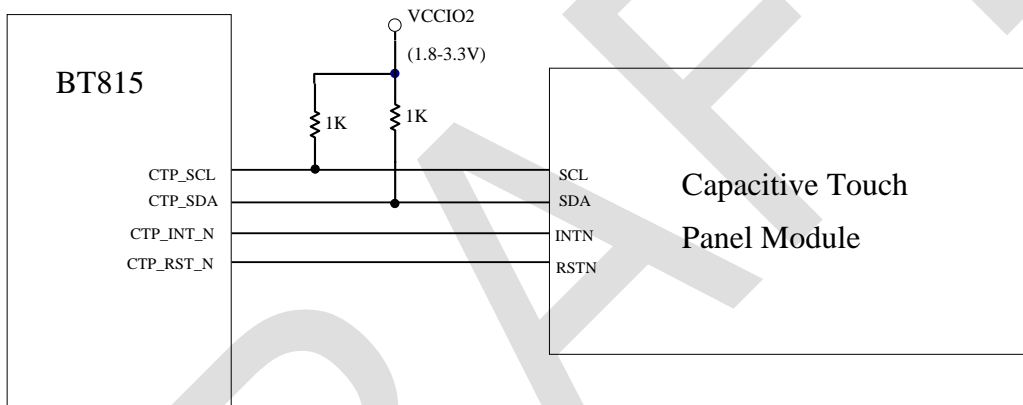 VCCIO2
(1.8-3.3V)
BT815
1K
1K
CTP_SCL
SCL
CTP_SDA
SDA
CTP_INT_N
INTN
CTP_RST_N
RSTN
Capacitive Touch
Panel Module